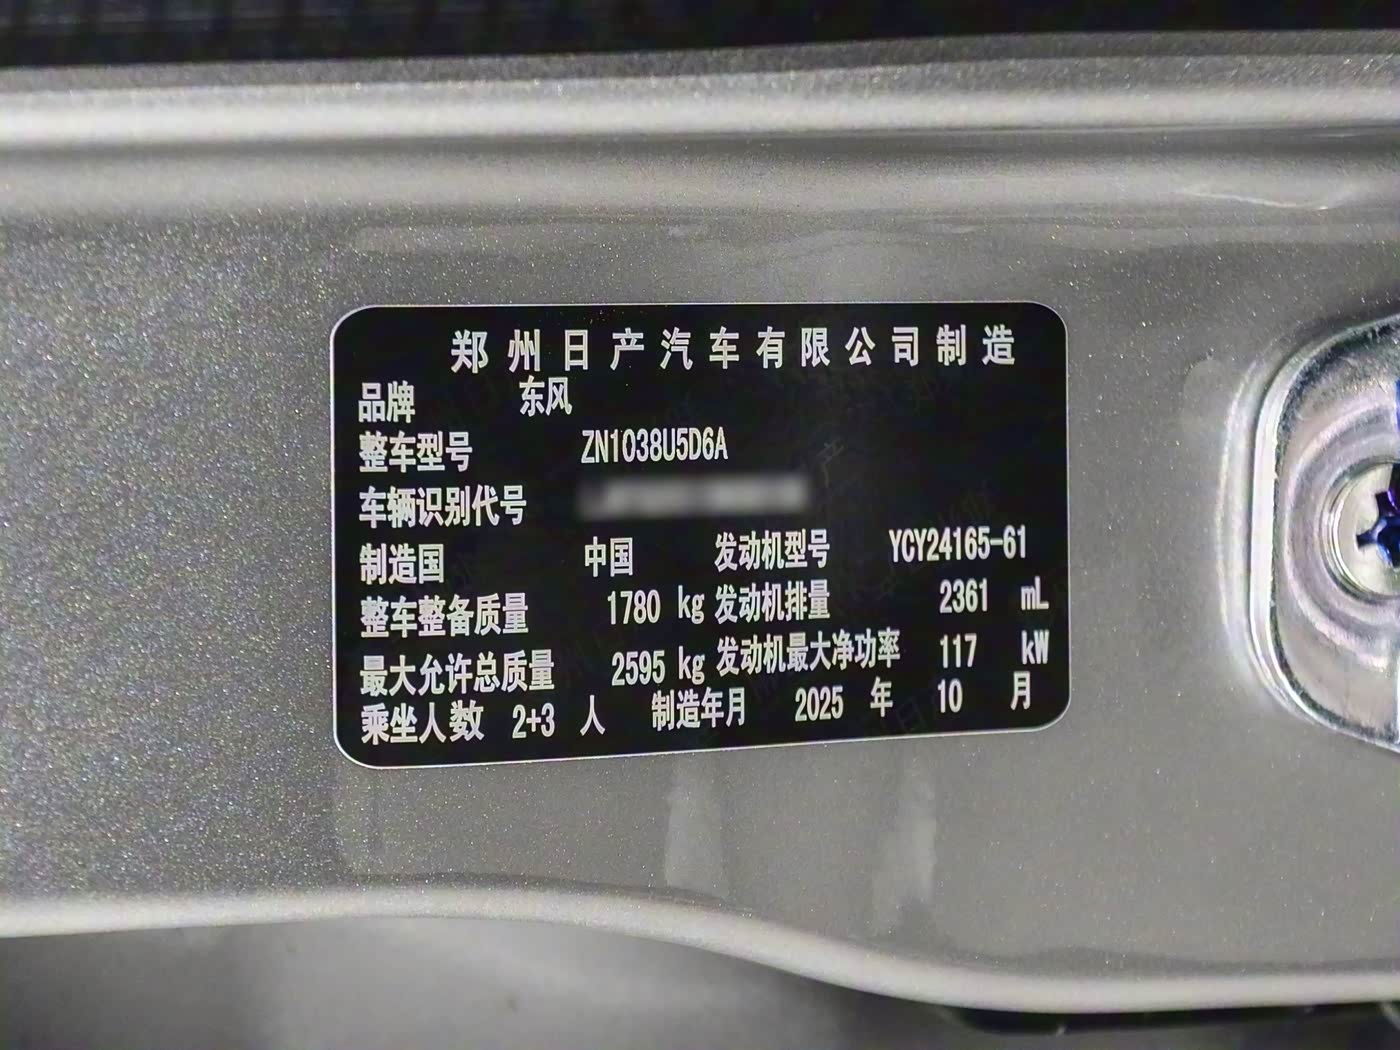 郑州日产汽车有限公司制造
品牌 东风
整车型号 ZN1038U5D6A
车辆识别代号
制造国 中国 发动机型号 YCY24165-61
整车整备质量 1780 kg 发动机排量 2361 mL
最大允许总质量 2595 kg 发动机最大净功率 117 kW
乘坐人数 2+3 人 制造年月 2025 年 10 月